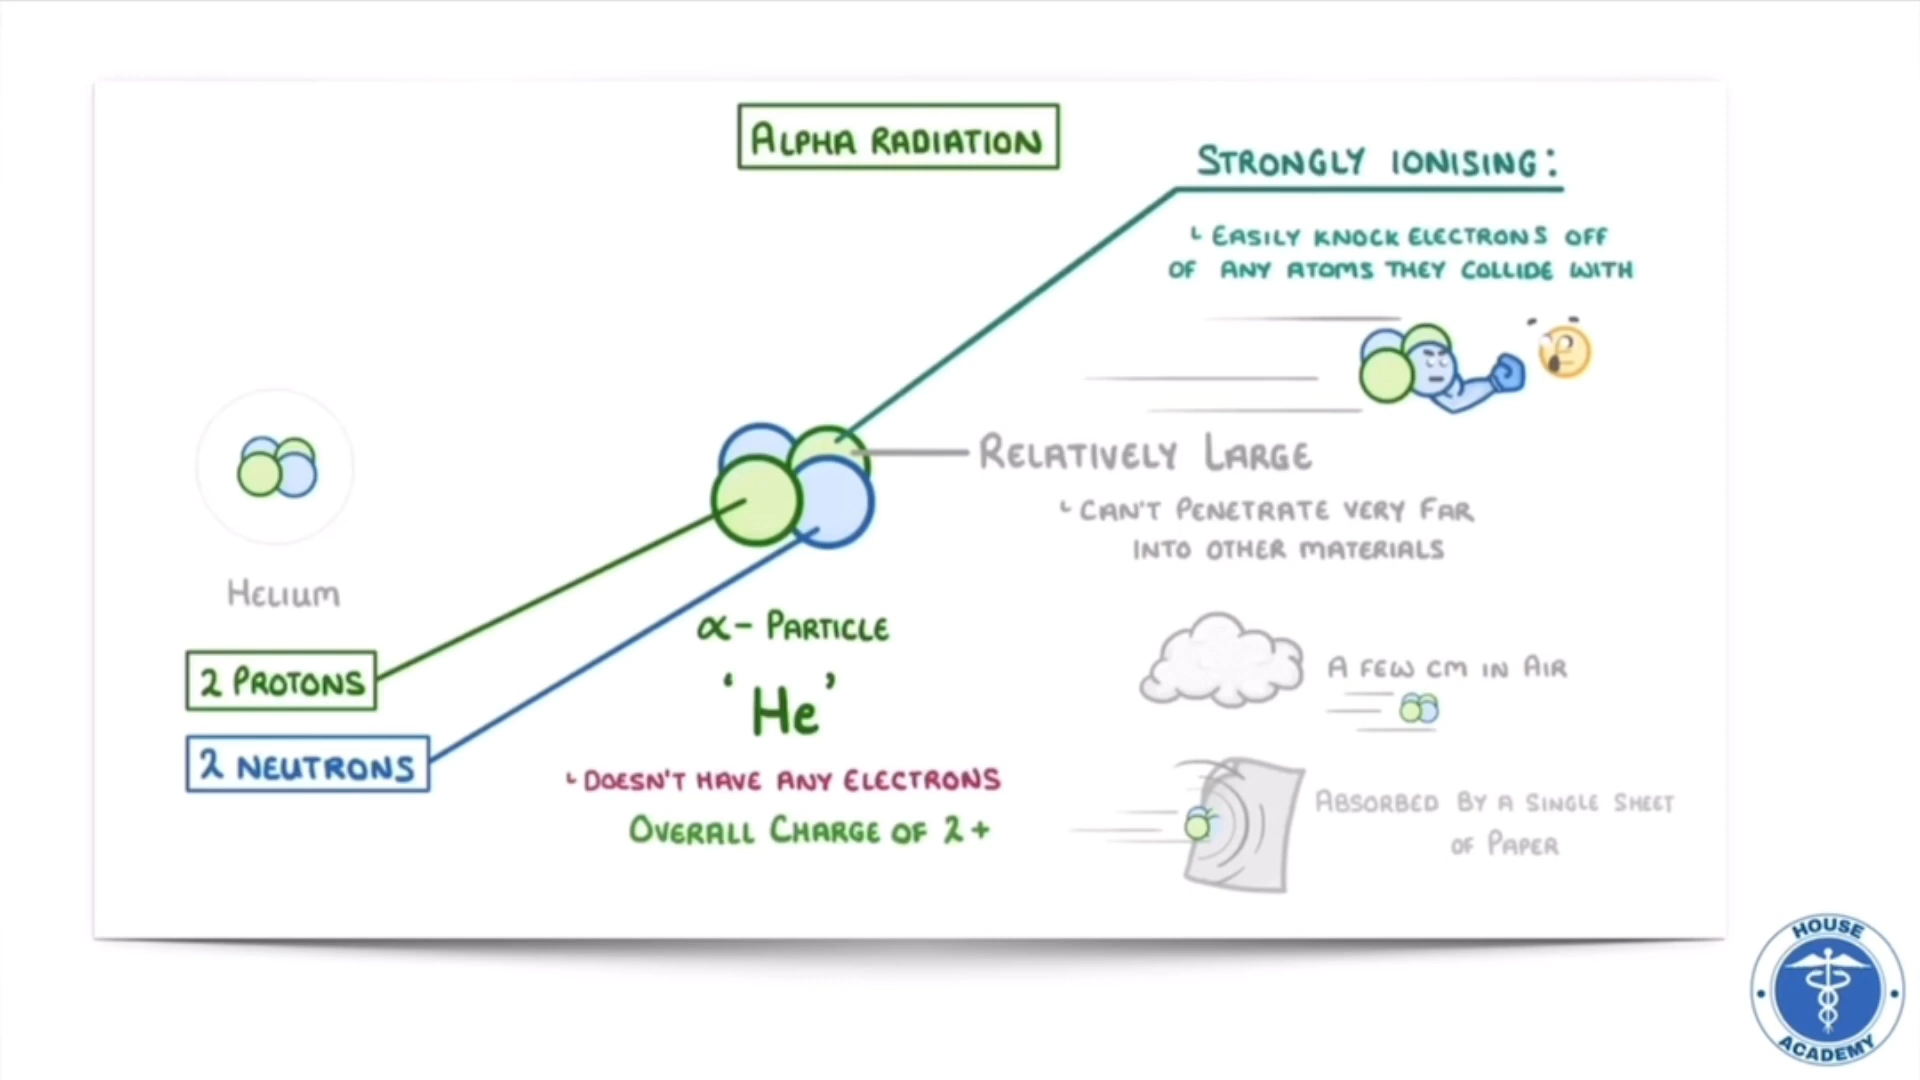 ALPHA RADIATION
STRONGLY IONISING:
EASILY KNOCK ELECTRONS OFF
OF ANY ATOMS THEY COLLIDE WITH
RELATIVELY LARGE
CAN'T PENETRATE VERY FAR
INTO OTHER MATERIALS
HELIUM
2 PROTONS
2 NEUTRONS
α- PARTICLE
'He'
DOESN'T HAVE ANY ELECTRONS
OVERALL CHARGE OF 2+
A FEW CM IN AIR
ABSORBED BY A SINGLE SHEET
OF PAPER
HOUSE
ACADEMY